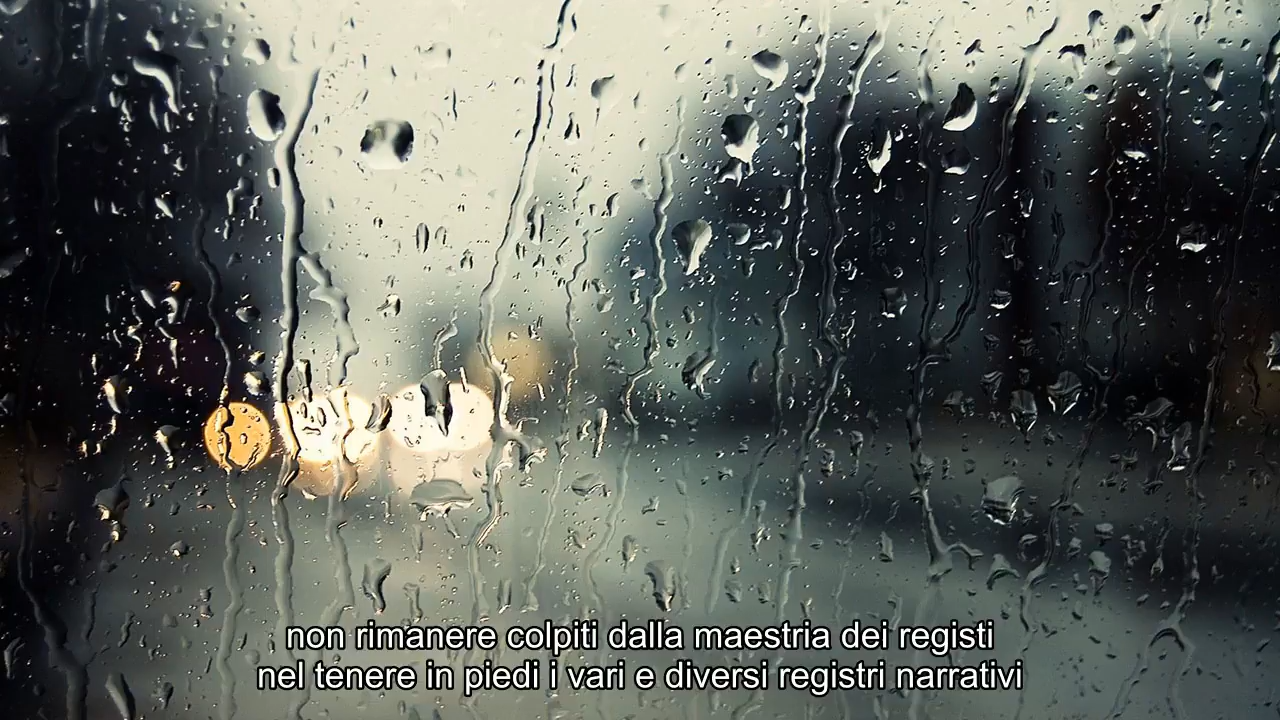 non rimanere colpiti dalla maestria dei registi
nel tenere in piedi i vari e diversi registri narrativi